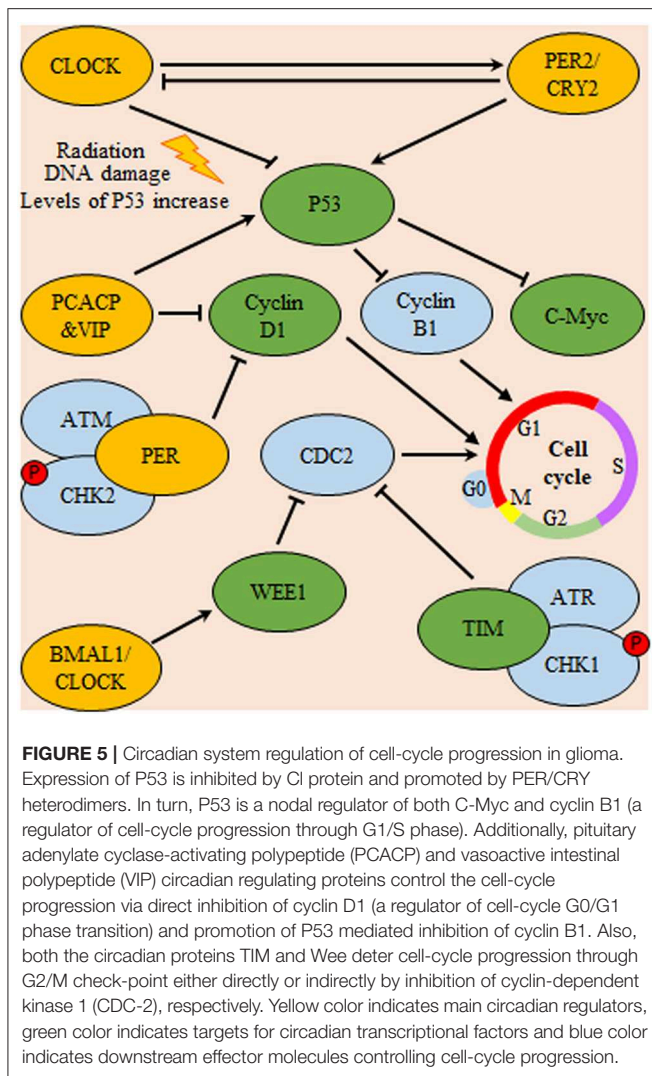 CLOCK
PER2/
CRY2
Radiation
DNA damage
Levels of P53 increase
P53
PCACP
&VIP
Cyclin
D1
Cyclin
B1
C-Myc
ATM
PER
P
CHK2
CDC2
G1
Cell
cycle
S
G0
M
G2
WEE1
ATR
TIM
P
CHK1
BMAL1/
CLOCK
FIGURE 5 | Circadian system regulation of cell-cycle progression in glioma.
Expression of P53 is inhibited by Cl protein and promoted by PER/CRY
heterodimers. In turn, P53 is a nodal regulator of both C-Myc and cyclin B1 (a
regulator of cell-cycle progression through G1/S phase). Additionally, pituitary
adenylate cyclase-activating polypeptide (PCACP) and vasoactive intestinal
polypeptide (VIP) circadian regulating proteins control the cell-cycle
progression via direct inhibition of cyclin D1 (a regulator of cell-cycle G0/G1
phase transition) and promotion of P53 mediated inhibition of cyclin B1. Also,
both the circadian proteins TIM and Wee deter cell-cycle progression through
G2/M check-point either directly or indirectly by inhibition of cyclin-dependent
kinase 1 (CDC-2), respectively. Yellow color indicates main circadian regulators,
green color indicates targets for circadian transcriptional factors and blue color
indicates downstream effector molecules controlling cell-cycle progression.